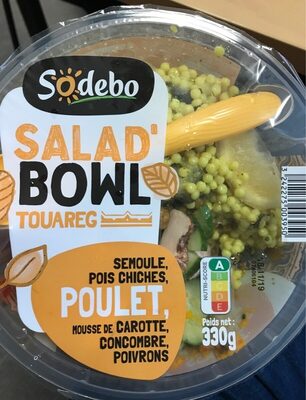 Sodebo
SALAD'
BOWL
TOUAREG
SEMOULE,
POIS CHICHES,
POULET,
MOUSSE DE CAROTTE,
CONCOMBRE,
POIVRONS
NUTRI-SCORE
A
B
C
D
E
Poids net :
330g